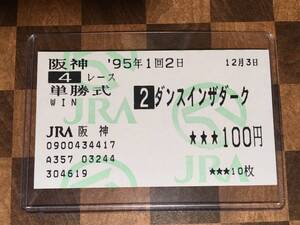 阪神 '95年1回2日 12月3日
4 レース
単勝式
WIN
2 ダンスインザダーク
JRA
★★★100円
JRA 阪神
0900434417
A357 03244
304619
★★★10枚
JRA